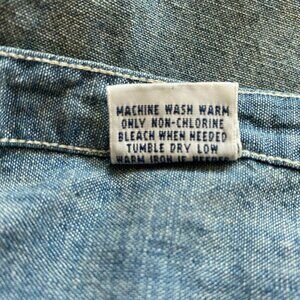 MACHINE WASH WARM
ONLY NON-CHLORINE
BLEACH WHEN NEEDED
TUMBLE DRY LOW
WARM IRON IF NEEDED